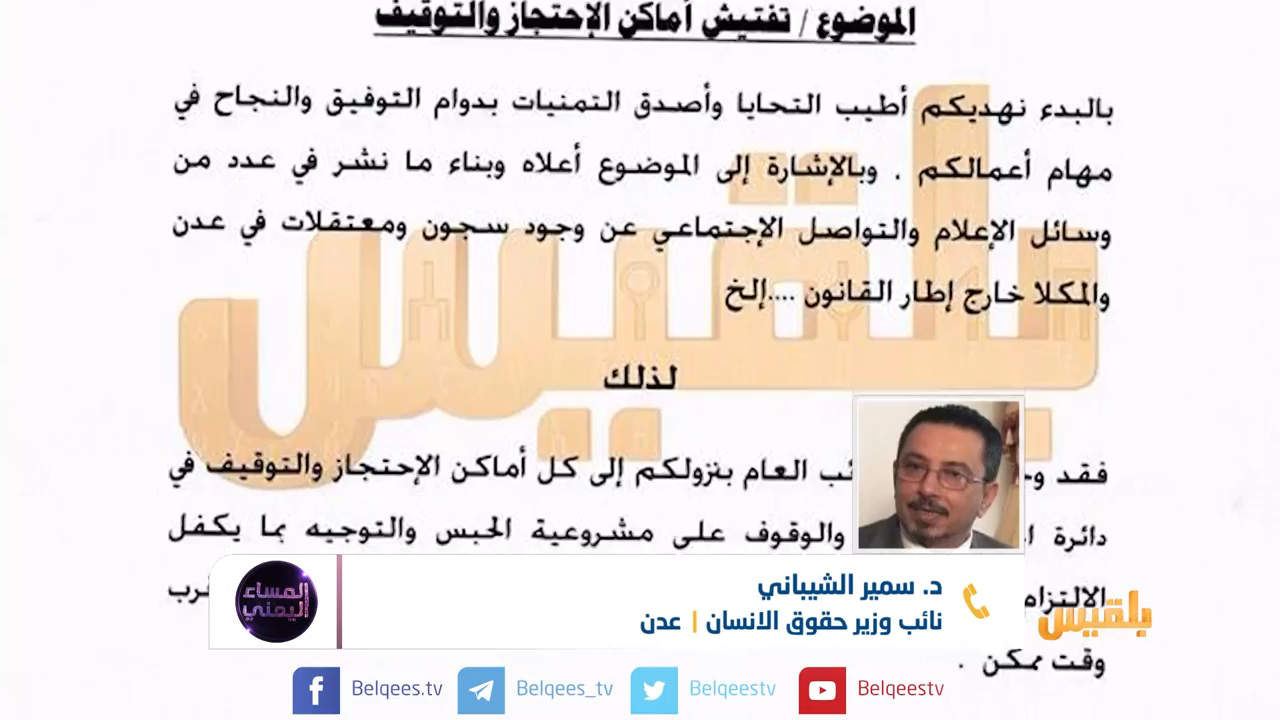 الموضوع / تفتيش أماكن الإحتجاز والتوقيف
بالبدء نهديكم أطيب التحايا وأصدق التمنيات بدوام التوفيق والنجاح في
مهام أعمالكم . وبالإشارة إلى الموضوع أعلاه وبناء ما نشر في عدد من
وسائل الإعلام والتواصل الإجتماعي عن وجود سجون ومعتقلات في عدن
والمكلا خارج إطار القانون ....إلخ
لذلك
فقد العام بنزولكم إلى كل أماكن الإحتجاز والتوقيف في
دائرة والوقوف على مشروعية الحبس والتوجيه بما يكفل
الالتزام
وقت ممكن .
بلقيس
د. سمير الشيباني
نائب وزير حقوق الانسان | عدن
المساء اليمني
بلقيس
Belqees.tv Belqees_tv Belqeestv Belqeestv